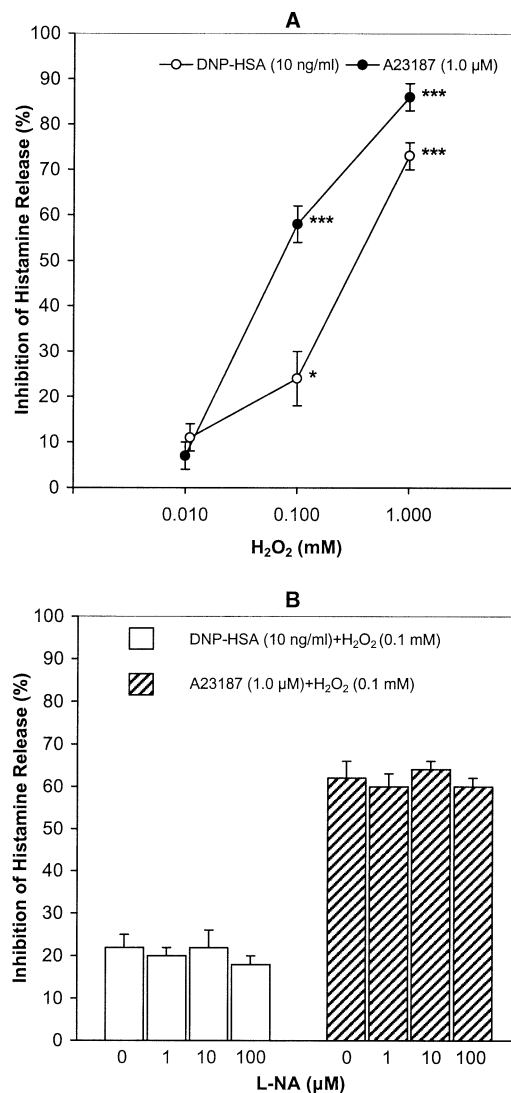 A
100
90
80
70
60
50
40
30
20
10
0
Inhibition of Histamine Release (%)
DNP-HSA (10 ng/ml) A23187 (1.0 µM)
***
***
***
*
0.010 0.100 1.000
H₂O₂ (mM)
B
100
90
80
70
60
50
40
30
20
10
0
Inhibition of Histamine Release (%)
DNP-HSA (10 ng/ml)+H₂O₂ (0.1 mM)
A23187 (1.0 µM)+H₂O₂ (0.1 mM)
0 1 10 100 0 1 10 100
L-NA (µM)